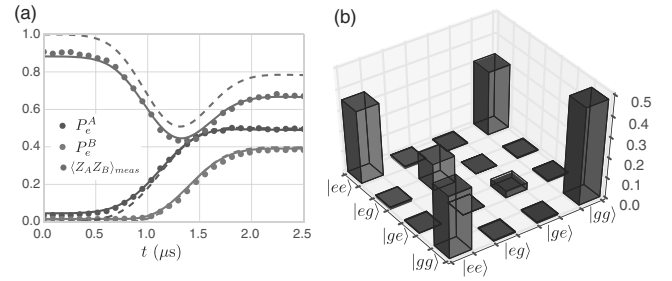 (a)
1.0
0.8
0.6
0.4
0.2
0.0
P_e^A
P_e^B
⟨Z_A Z_B⟩_meas
0.0 0.5 1.0 1.5 2.0 2.5
t (μs)
(b)
0.5
0.4
0.3
0.2
0.1
0.0
|ee⟩
|eg⟩
|ge⟩
|gg⟩
|ee⟩
|eg⟩
|ge⟩
|gg⟩